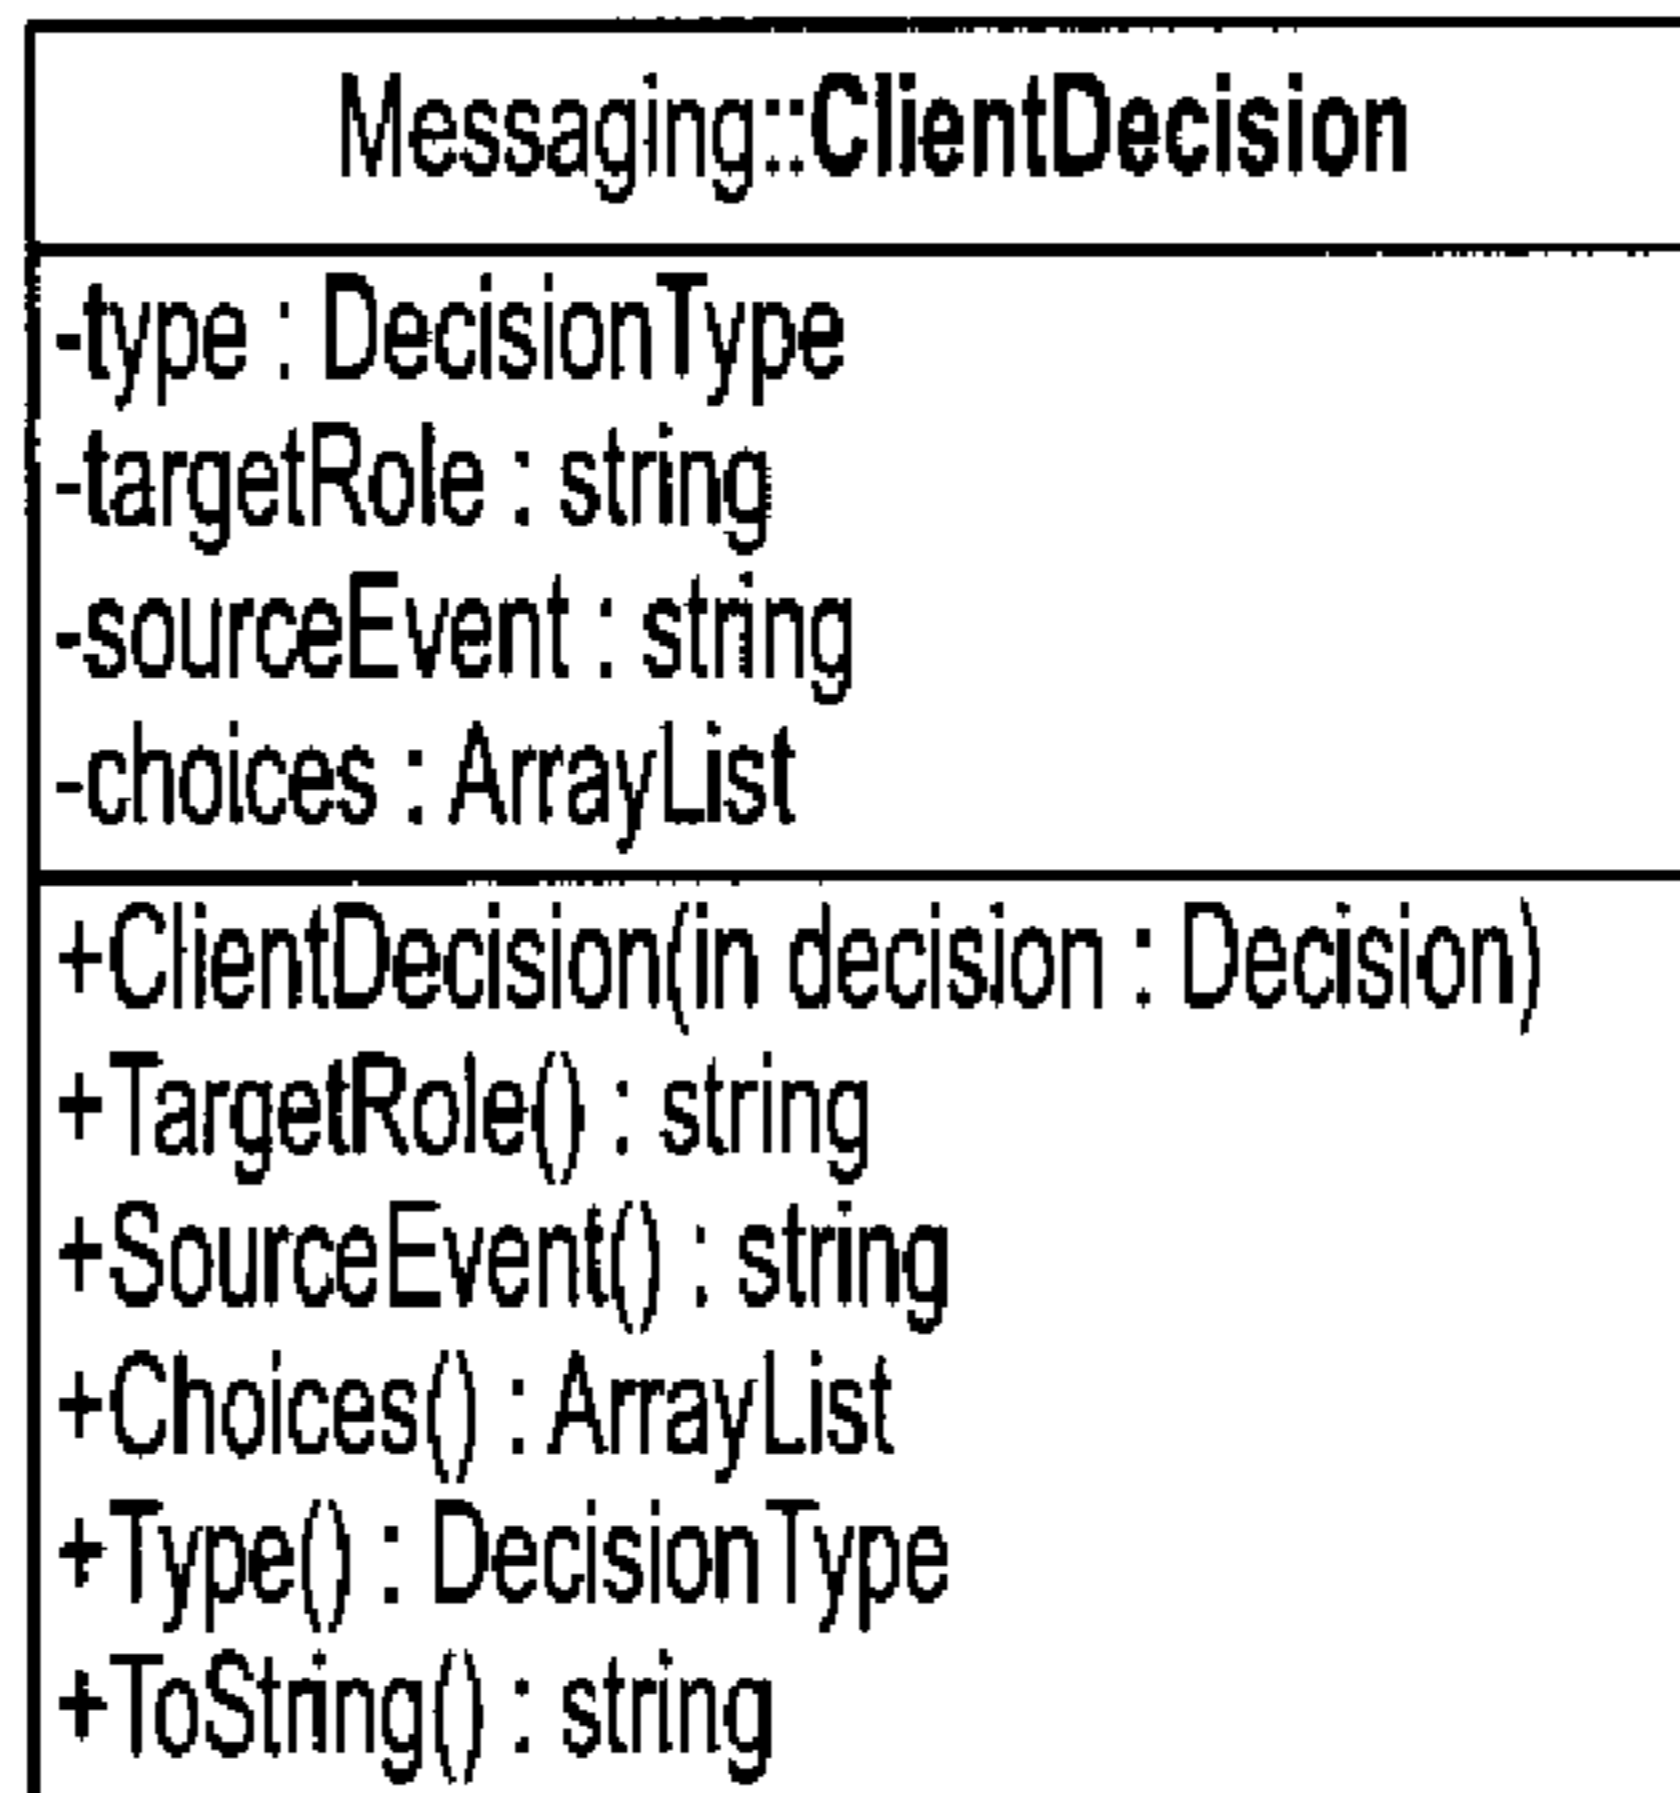 Messaging::ClientDecision
-type : DecisionType
-targetRole : string
-sourceEvent : string
-choices : ArrayList
+ClientDecision(in decision : Decision)
+TargetRole() : string
+SourceEvent() : string
+Choices() : ArrayList
+Type() : DecisionType
+ToString() : string